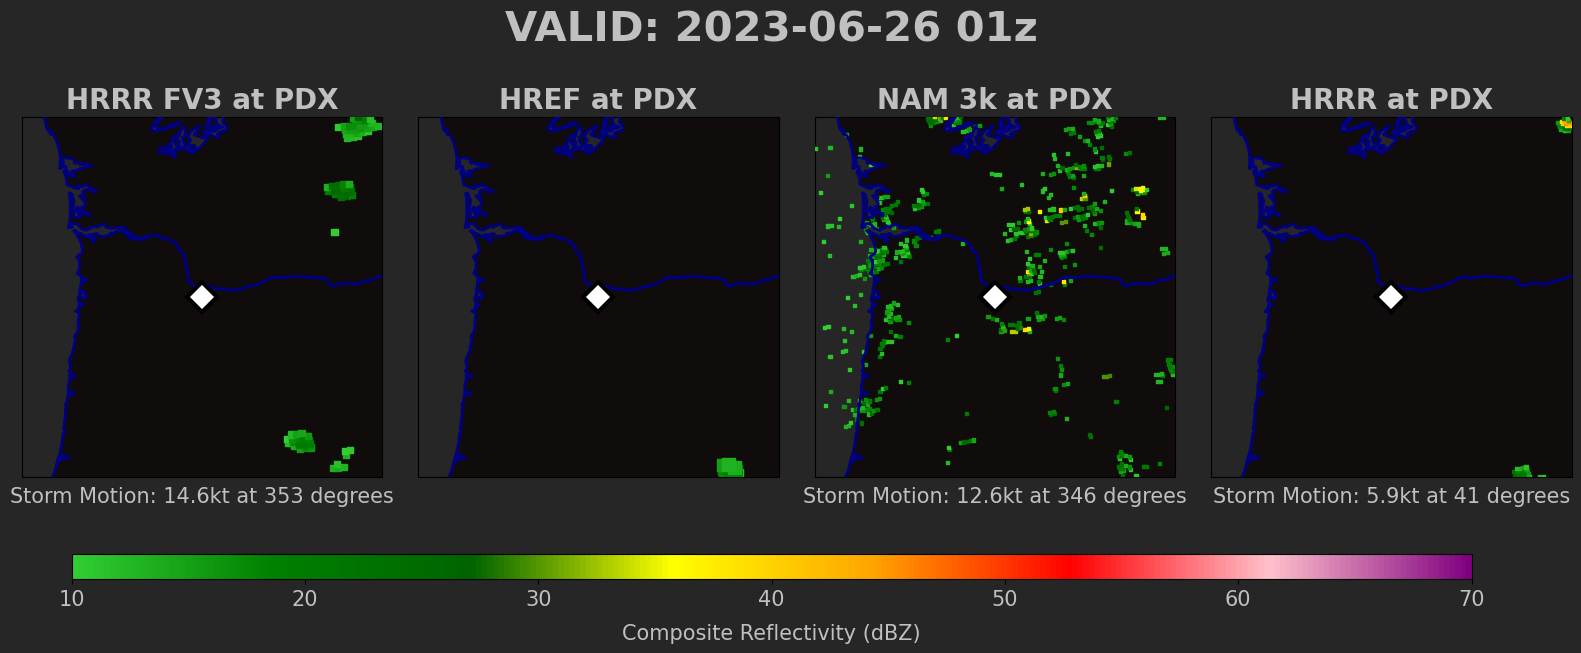 VALID: 2023-06-26 01z
HRRR FV3 at PDX
HREF at PDX
NAM 3k at PDX
HRRR at PDX
Storm Motion: 14.6kt at 353 degrees
Storm Motion: 12.6kt at 346 degrees
Storm Motion: 5.9kt at 41 degrees
10 20 30 40 50 60 70
Composite Reflectivity (dBZ)